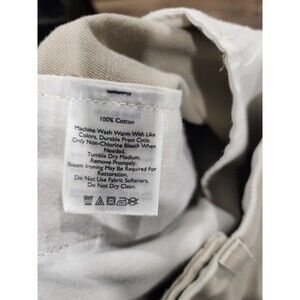 100% Cotton
Machine Wash Warm With Like
Colors, Durable Press Cycle.
Only Non-Chlorine Bleach When
Needed.
Tumble Dry Medium.
Remove Promptly.
Steam Ironing May Be Required For
Restoration.
Do Not Use Fabric Softeners.
Do Not Dry Clean.